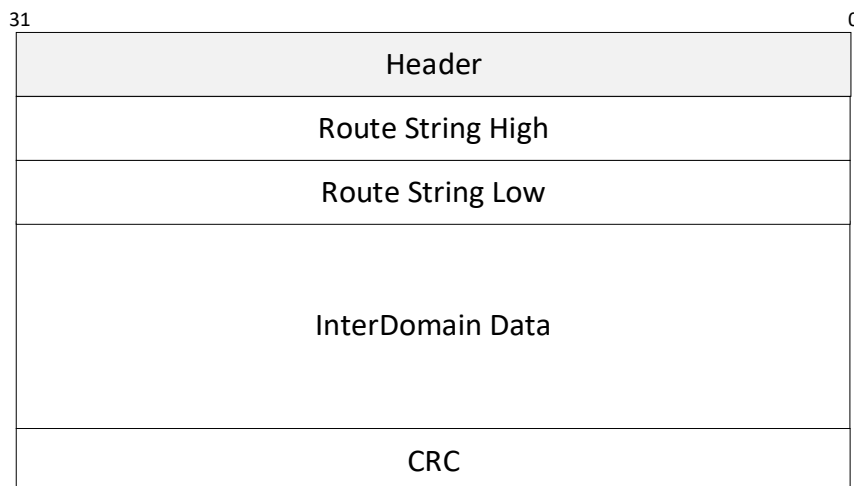 31 0
Header
Route String High
Route String Low
InterDomain Data
CRC